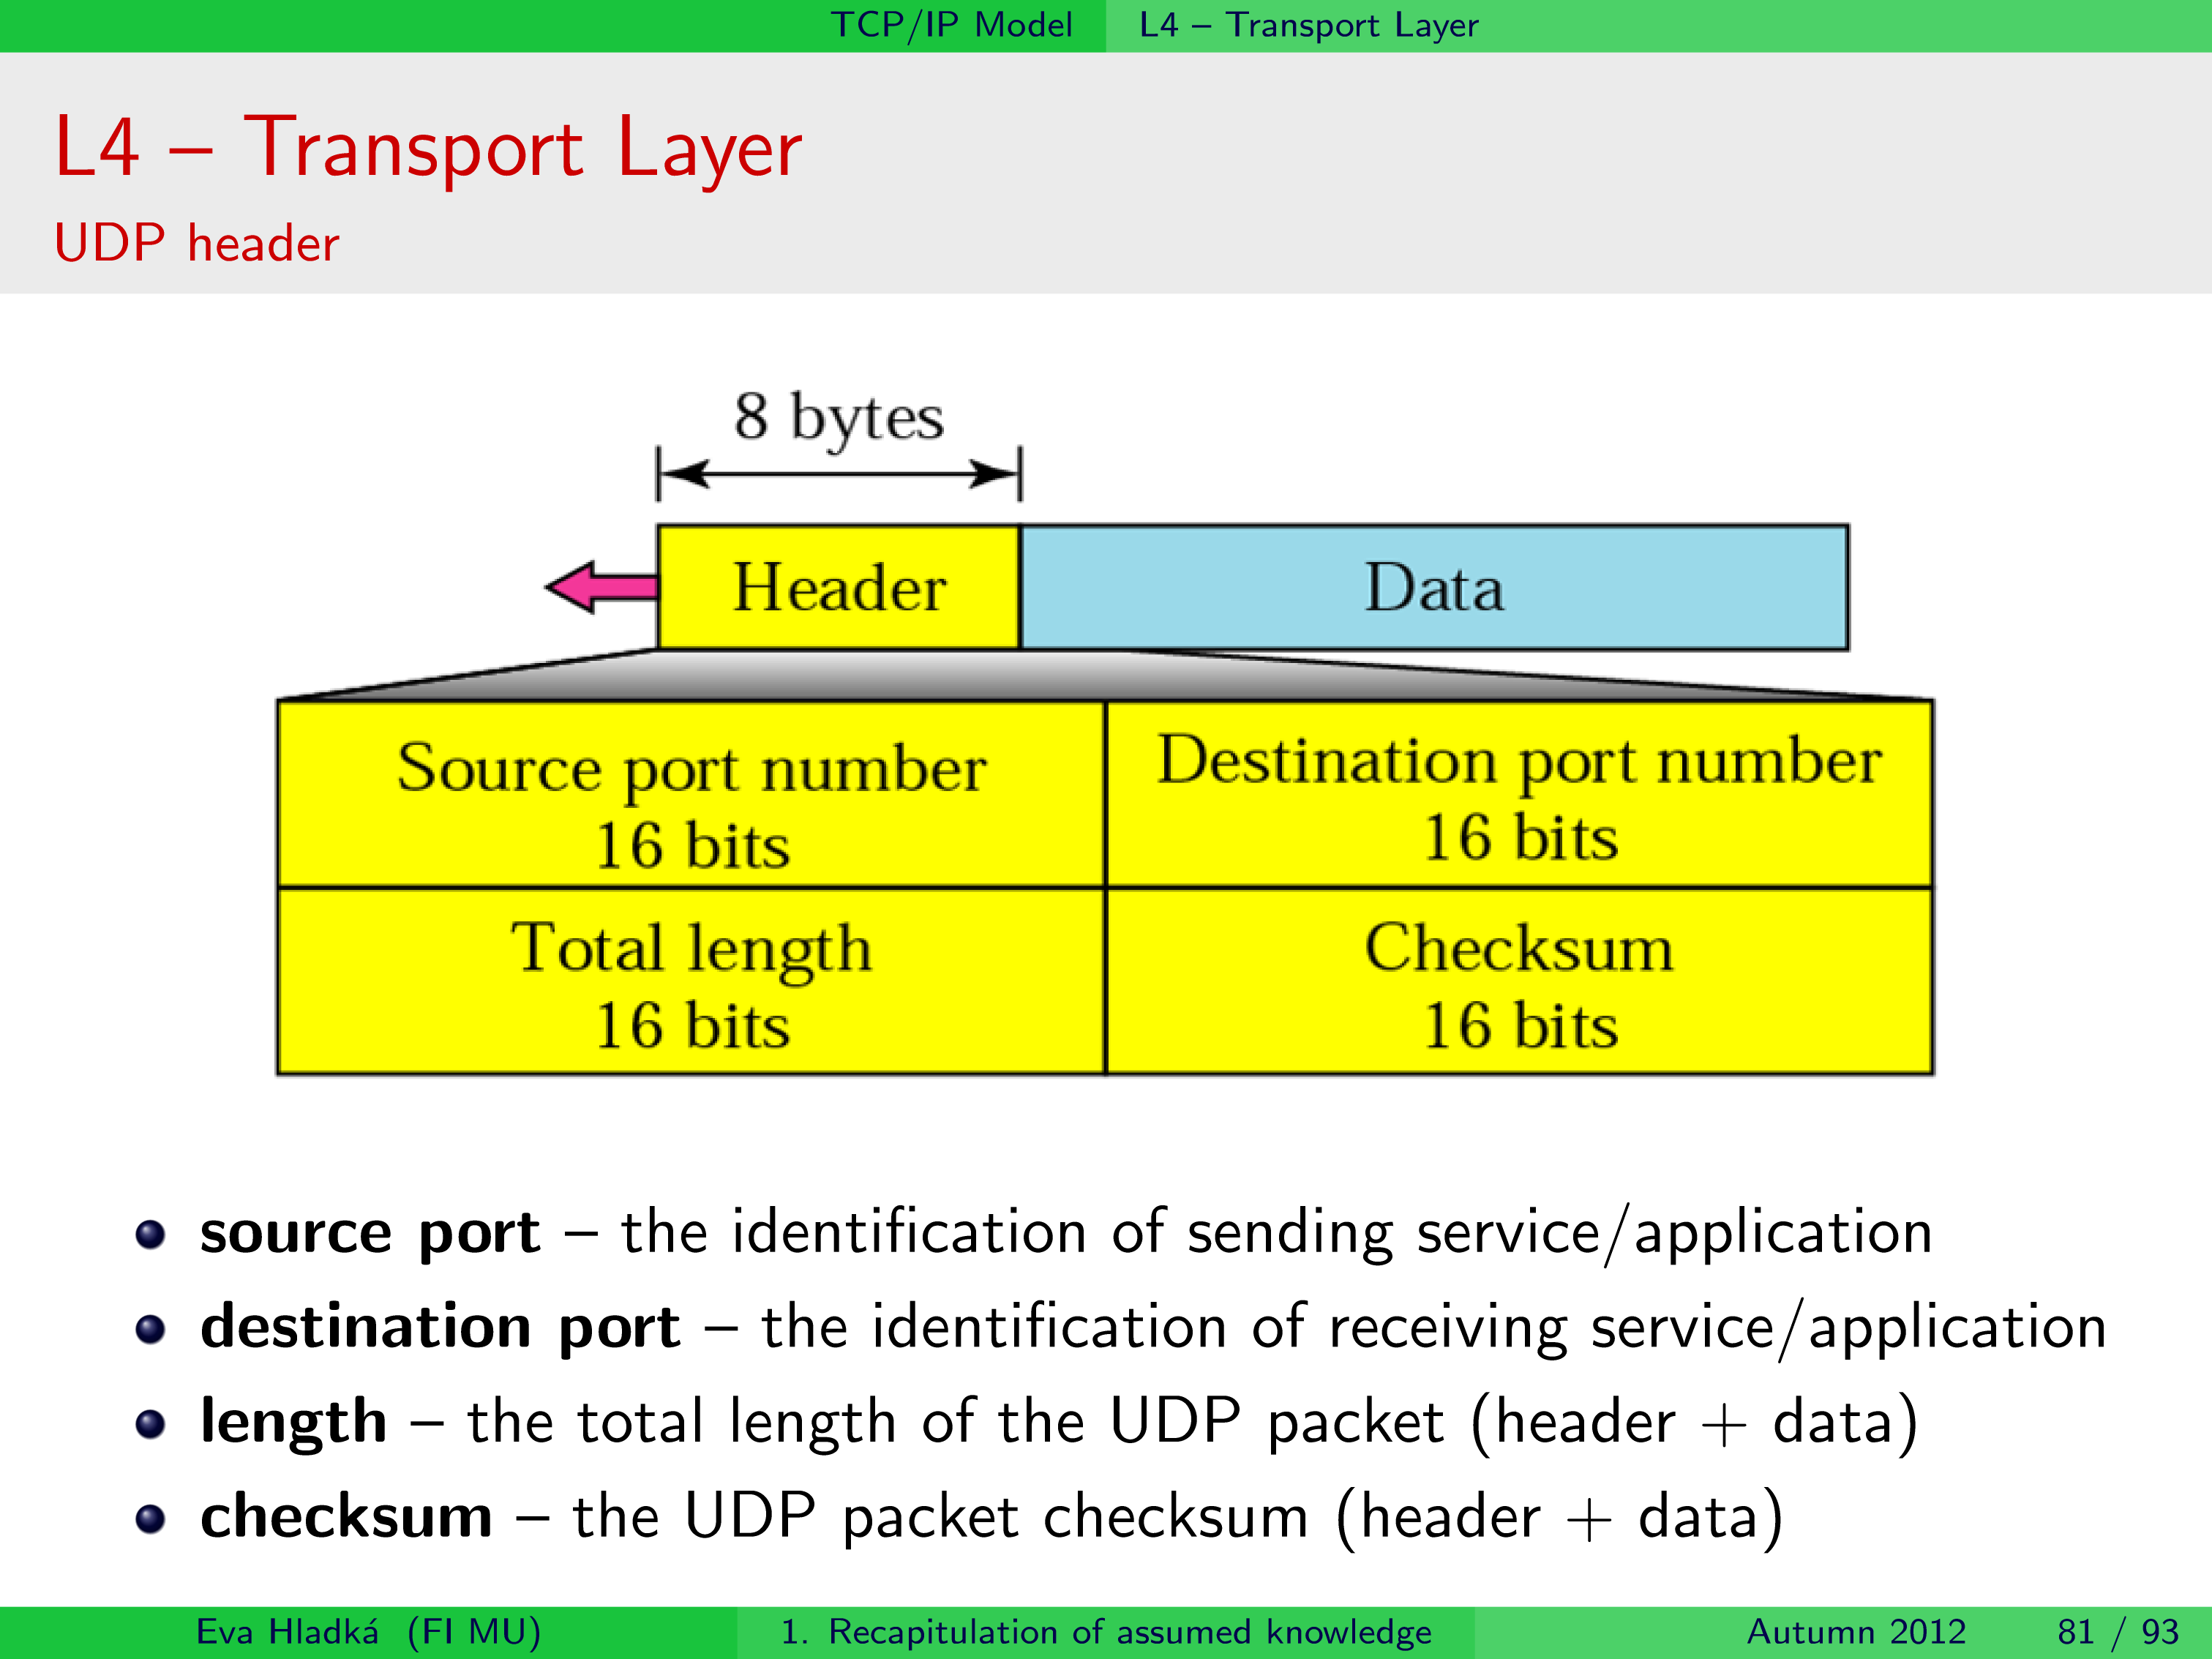 TCP/IP Model L4 – Transport Layer
L4 – Transport Layer
UDP header
8 bytes
Header Data
Source port number
16 bits
Destination port number
16 bits
Total length
16 bits
Checksum
16 bits
source port – the identification of sending service/application
destination port – the identification of receiving service/application
length – the total length of the UDP packet (header + data)
checksum – the UDP packet checksum (header + data)
Eva Hladká (FI MU) 1. Recapitulation of assumed knowledge Autumn 2012 81 / 93